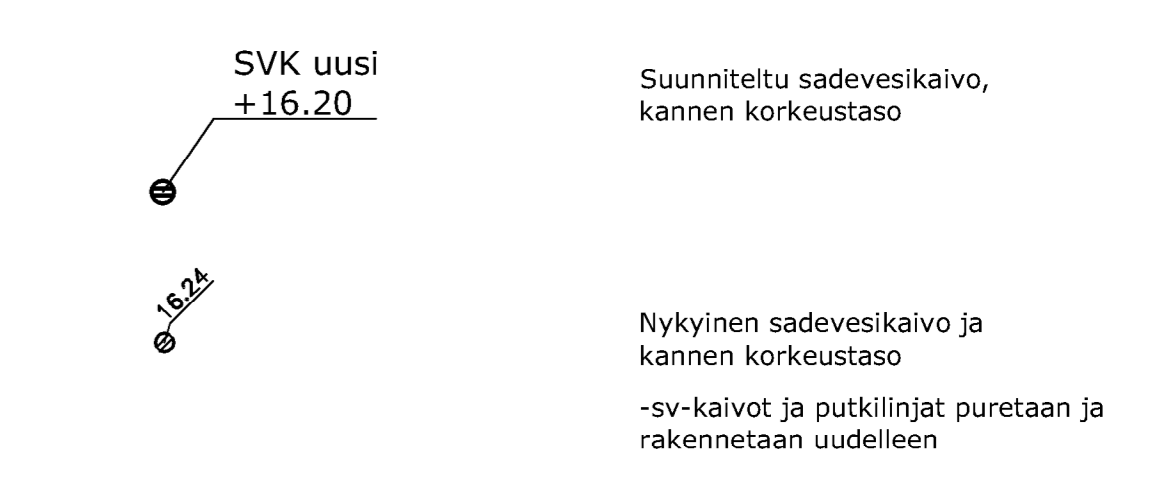 SVK uusi
+16.20
Suunniteltu sadevesikaivo,
kannen korkeustaso
16.24
Nykyinen sadevesikaivo ja
kannen korkeustaso
-sv-kaivot ja putkilinjat puretaan ja
rakennetaan uudelleen